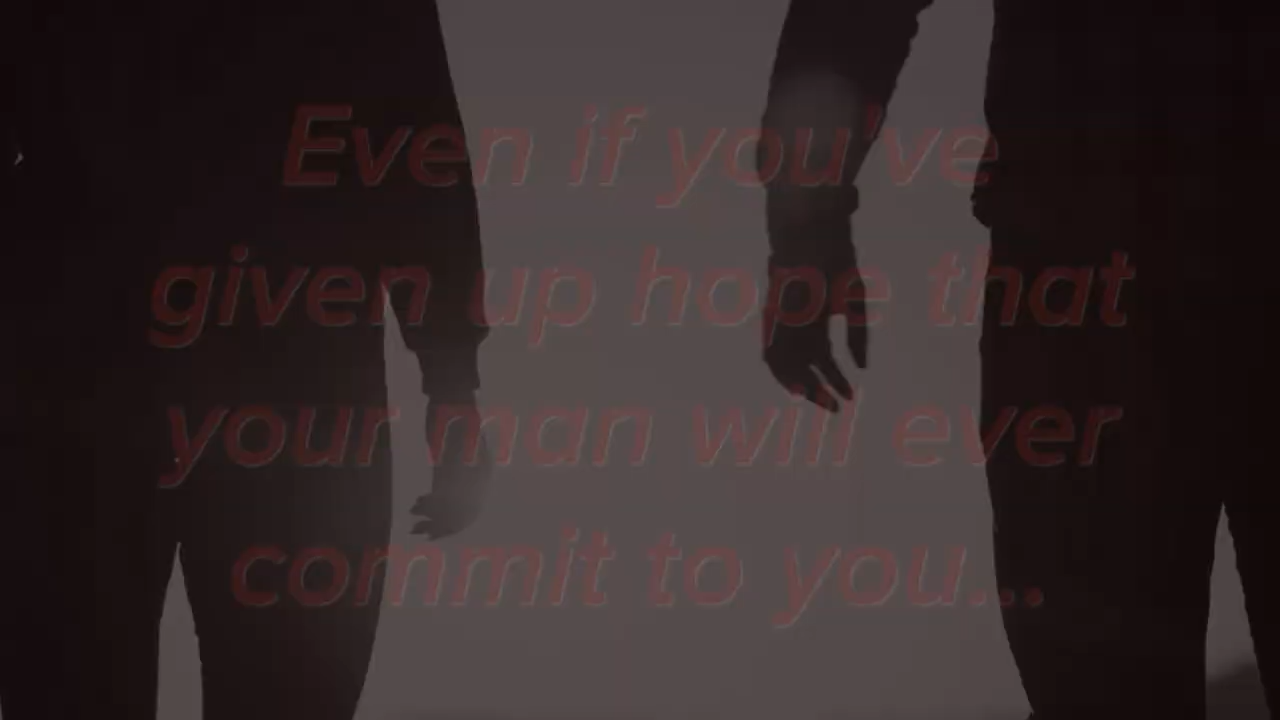 Even if you've
given up hope that
your man will ever
commit to you...